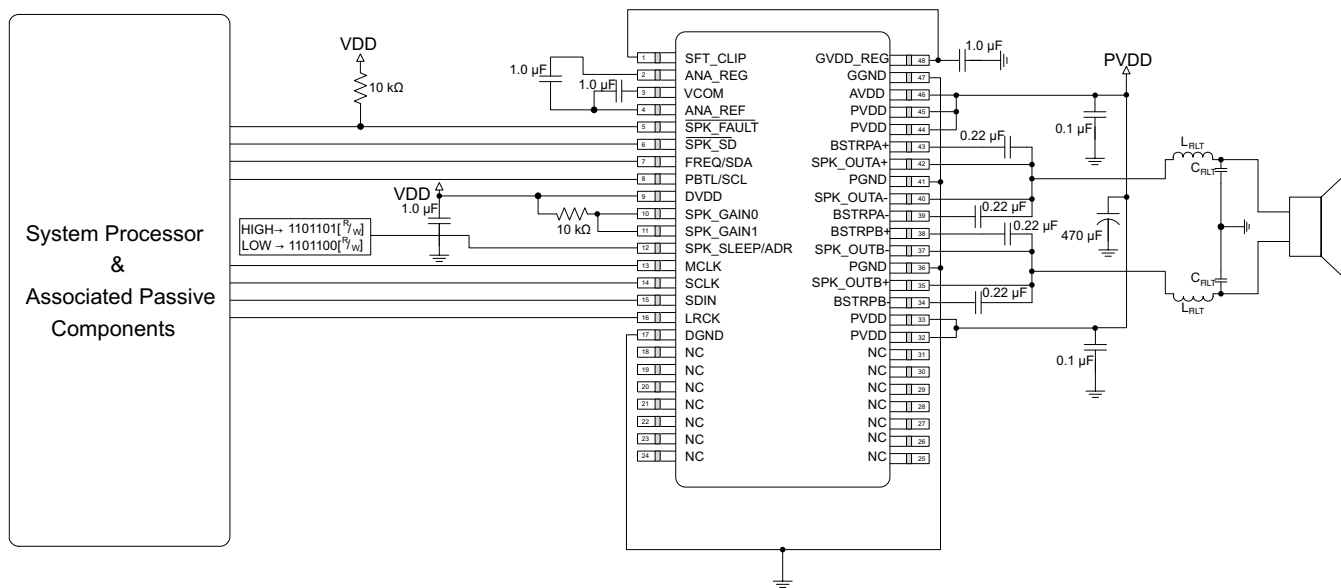 System Processor
&
Associated Passive
Components
VDD
10 kΩ
1.0 µF
1.0 µF
VDD
1.0 µF
10 kΩ
HIGH→ 1101101[R/W]
LOW → 1101100[R/W]
1 SFT_CLIP
2 ANA_REG
3 VCOM
4 ANA_REF
5 SPK_FAULT
6 SPK_SD
7 FREQ/SDA
8 PBTL/SCL
9 DVDD
10 SPK_GAIN0
11 SPK_GAIN1
12 SPK_SLEEP/ADR
13 MCLK
14 SCLK
15 SDIN
16 LRCK
17 DGND
18 NC
19 NC
20 NC
21 NC
22 NC
23 NC
24 NC
GVDD_REG 48
GGND 47
AVDD 46
PVDD 45
PVDD 44
BSTRPA+ 43
SPK_OUTA+ 42
PGND 41
SPK_OUTA- 40
BSTRPA- 39
BSTRPB+ 38
SPK_OUTB- 37
PGND 36
SPK_OUTB+ 35
BSTRPB- 34
PVDD 33
PVDD 32
NC 31
NC 30
NC 29
NC 28
NC 27
NC 26
NC 25
1.0 µF
PVDD
0.1 µF
0.22 µF
0.22 µF
0.22 µF
0.22 µF
470 µF
0.1 µF
LFILT
CFILT
CFILT
LFILT